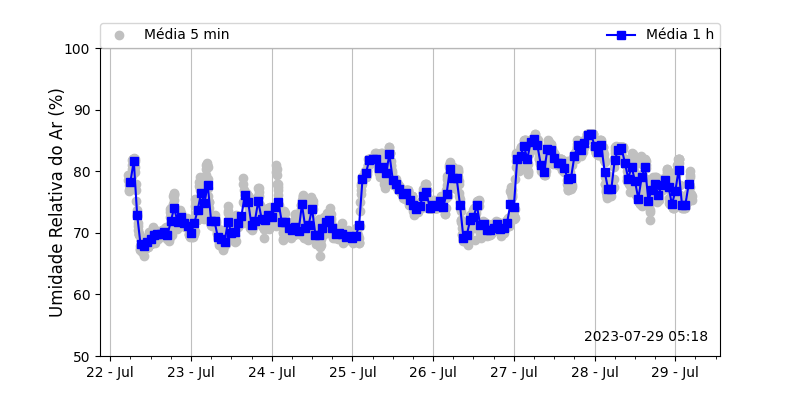 Média 5 min
Média 1 h
Umidade Relativa do Ar (%)
100
90
80
70
60
50
2023-07-29 05:18
22 - Jul
23 - Jul
24 - Jul
25 - Jul
26 - Jul
27 - Jul
28 - Jul
29 - Jul